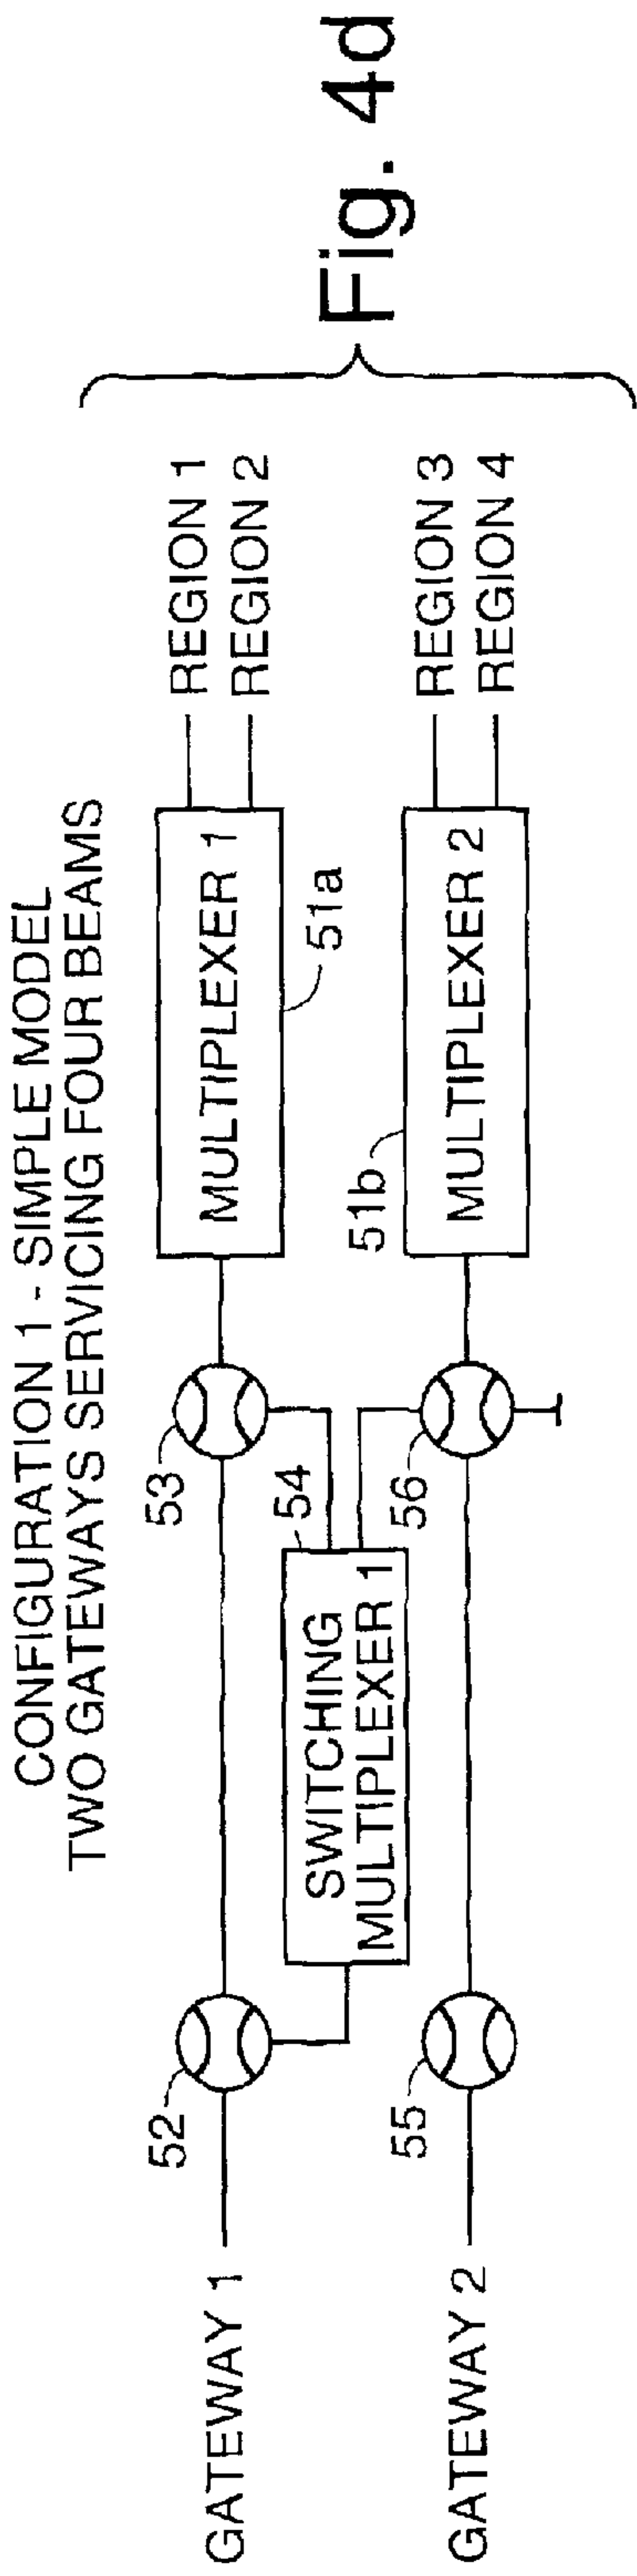 CONFIGURATION 1 - SIMPLE MODEL
TWO GATEWAYS SERVICING FOUR BEAMS
GATEWAY 1
52
53
MULTIPLEXER 1
51a
REGION 1
REGION 2
SWITCHING
MULTIPLEXER 1
54
GATEWAY 2
55
56
51b
MULTIPLEXER 2
REGION 3
REGION 4
Fig. 4d